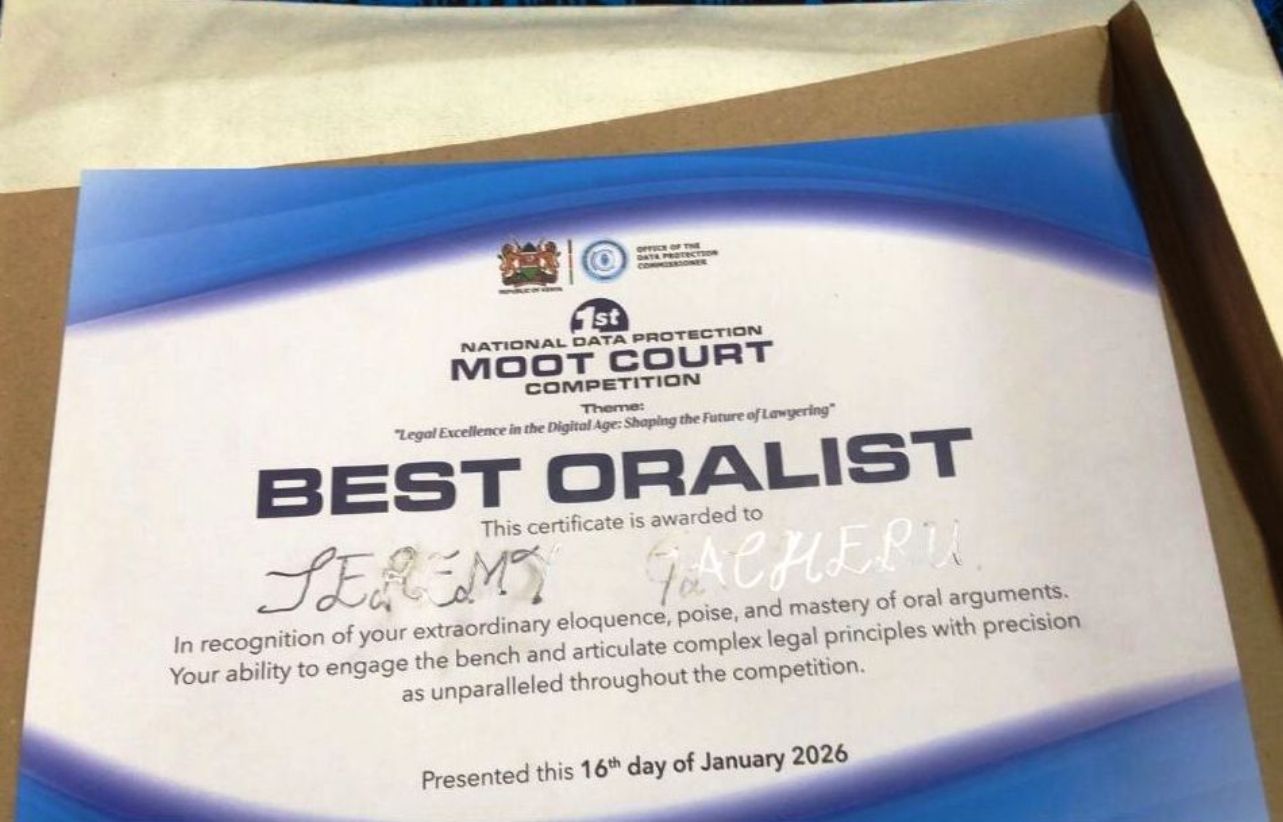 REPUBLIC OF KENYA
OFFICE OF THE
DATA PROTECTION
COMMISSIONER
1st
NATIONAL DATA PROTECTION
MOOT COURT
COMPETITION
Theme:
"Legal Excellence in the Digital Age: Shaping the Future of Lawyering"
BEST ORALIST
This certificate is awarded to
JEREMY GACHERU
In recognition of your extraordinary eloquence, poise, and mastery of oral arguments.
Your ability to engage the bench and articulate complex legal principles with precision
as unparalleled throughout the competition.
Presented this 16th day of January 2026